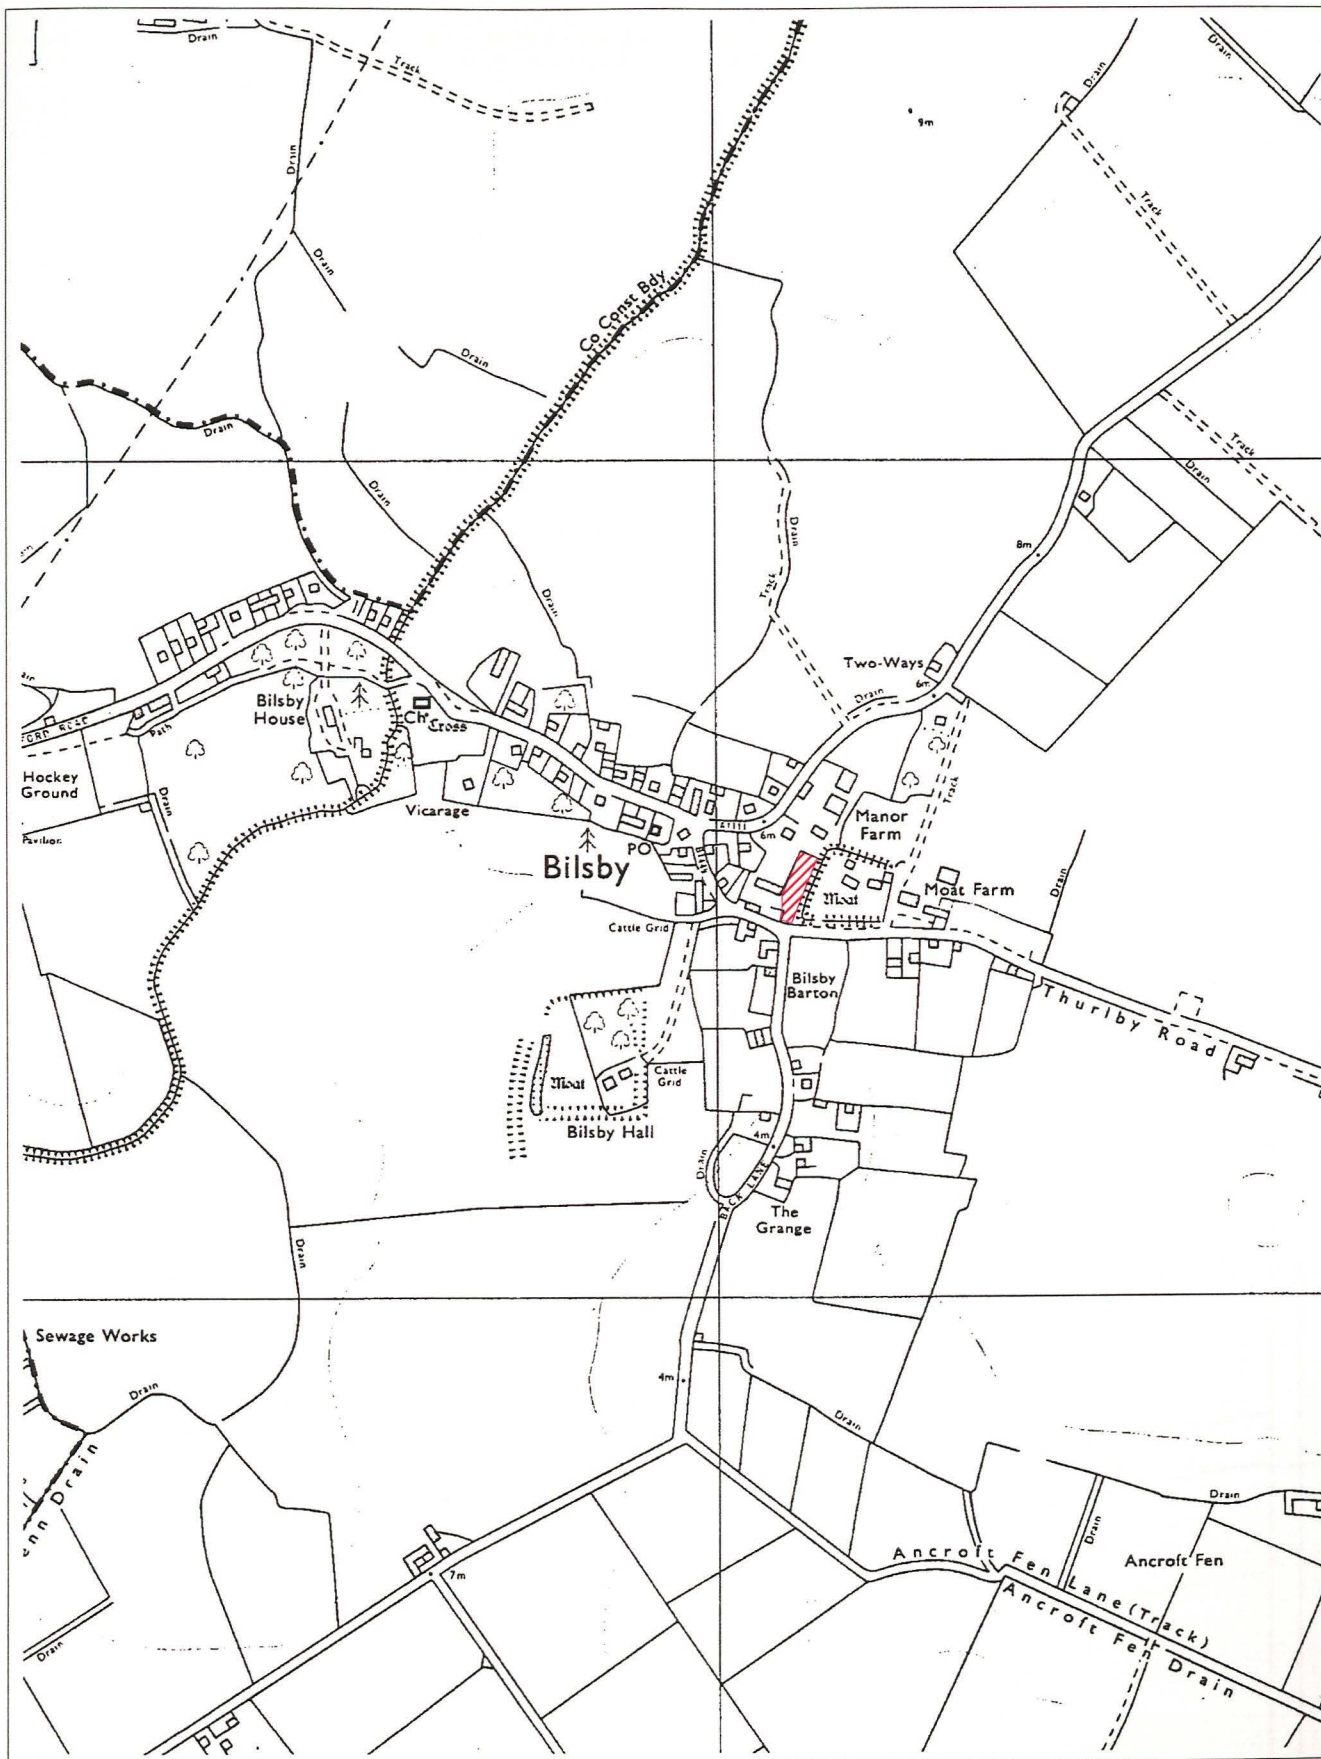 Drain
Track
Drain
Drain
Drain
9m
Drain
Track
Co Const Bdy
Drain
Drain
Drain
Drain
Drain
Track
Drain
Track
Drain
8m
Two-Ways
6m
Drain
Bilsby
House
Ch
Cross
Path
Hockey
Ground
Pavilion
Drain
Vicarage
PO
Bilsby
6m
Manor
Farm
Track
Moat
Moat Farm
Drain
Cattle Grid
Bilsby
Barton
Thurlby Road
Moat
Cattle
Grid
Bilsby Hall
4m
Drain
BACK LANE
The
Grange
Drain
Sewage Works
Drain
4m
Drain
Drain
7m
Drain
Drain
Ancroft Fen
Ancroft Fen Lane (Track)
Ancroft Fen Drain
Drain